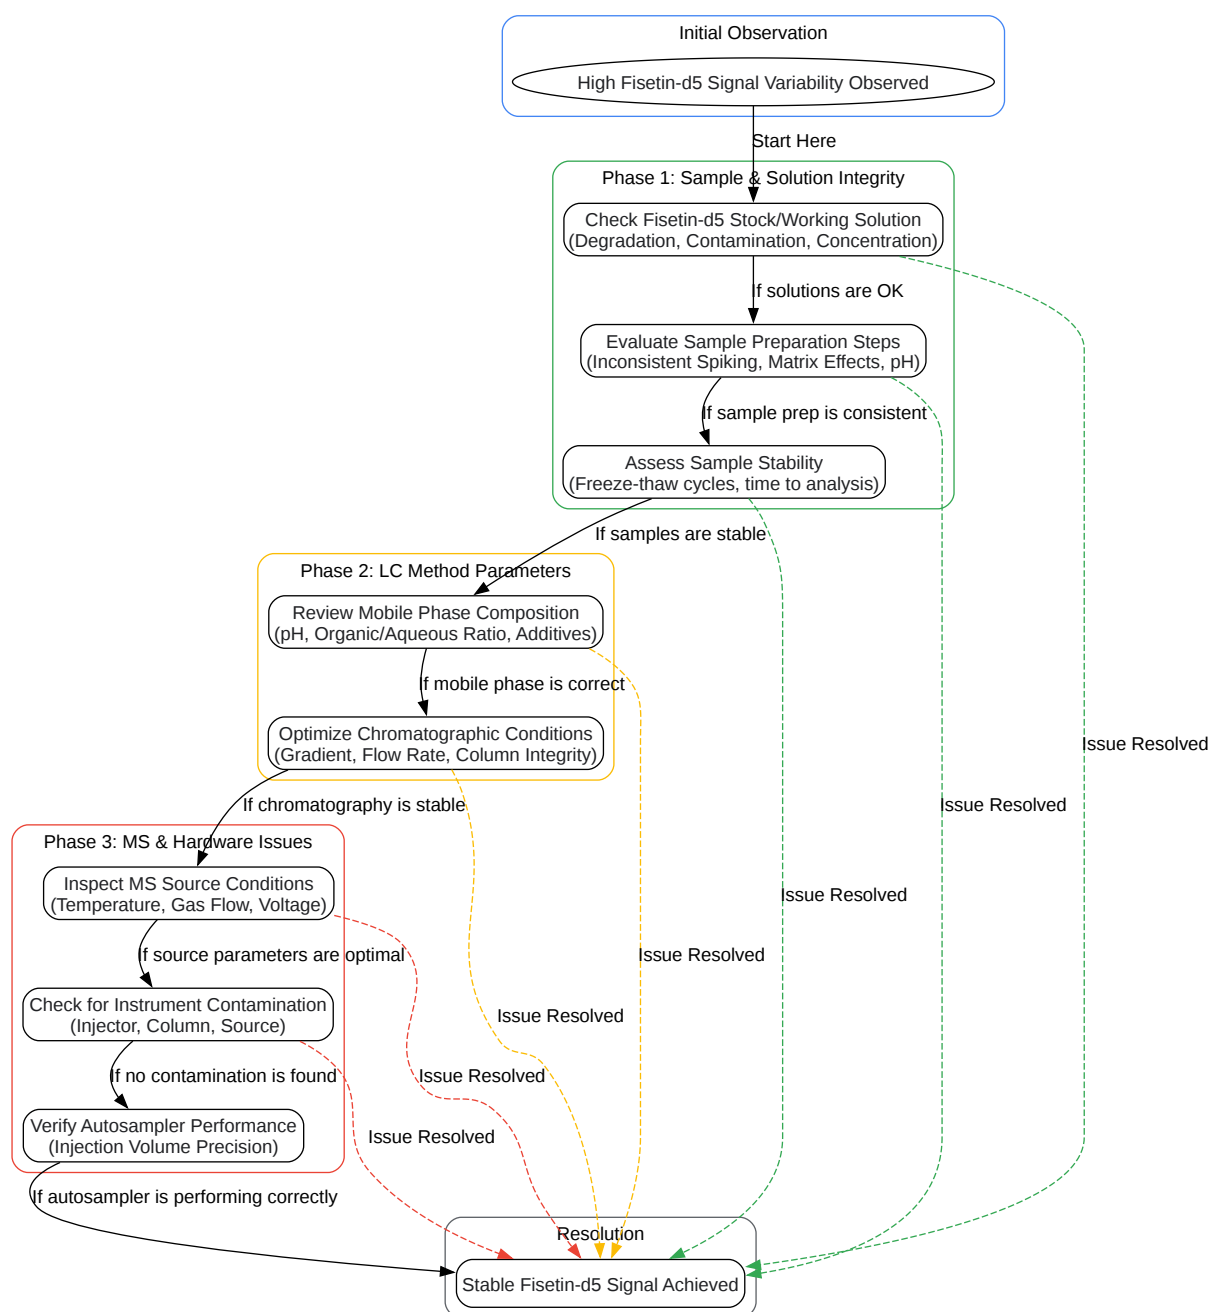 Initial Observation
High Fisetin-d5 Signal Variability Observed
Start Here
Phase 1: Sample & Solution Integrity
Check Fisetin-d5 Stock/Working Solution
(Degradation, Contamination, Concentration)
If solutions are OK
Evaluate Sample Preparation Steps
(Inconsistent Spiking, Matrix Effects, pH)
If sample prep is consistent
Assess Sample Stability
(Freeze-thaw cycles, time to analysis)
If samples are stable
Phase 2: LC Method Parameters
Review Mobile Phase Composition
(pH, Organic/Aqueous Ratio, Additives)
If mobile phase is correct
Optimize Chromatographic Conditions
(Gradient, Flow Rate, Column Integrity)
Issue Resolved
If chromatography is stable
Issue Resolved
Phase 3: MS & Hardware Issues
Inspect MS Source Conditions
(Temperature, Gas Flow, Voltage)
Issue Resolved
If source parameters are optimal
Issue Resolved
Check for Instrument Contamination
(Injector, Column, Source)
Issue Resolved
If no contamination is found
Issue Resolved
Verify Autosampler Performance
(Injection Volume Precision)
Issue Resolved
If autosampler is performing correctly
Resolution
Stable Fisetin-d5 Signal Achieved